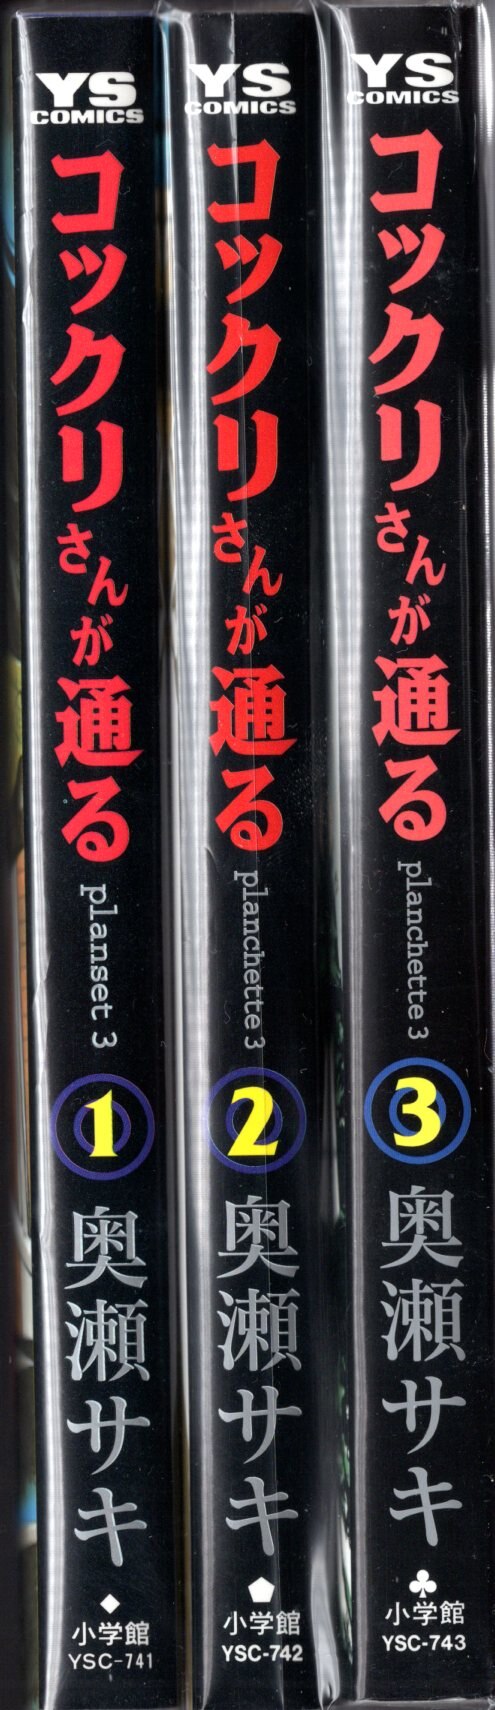 YS
COMICS
コックリさんが通る
planset 3
1
奥瀬サキ
小学館
YSC-741
YS
COMICS
コックリさんが通る
planchette 3
2
奥瀬サキ
小学館
YSC-742
YS
COMICS
コックリさんが通る
planchette 3
3
奥瀬サキ
小学館
YSC-743